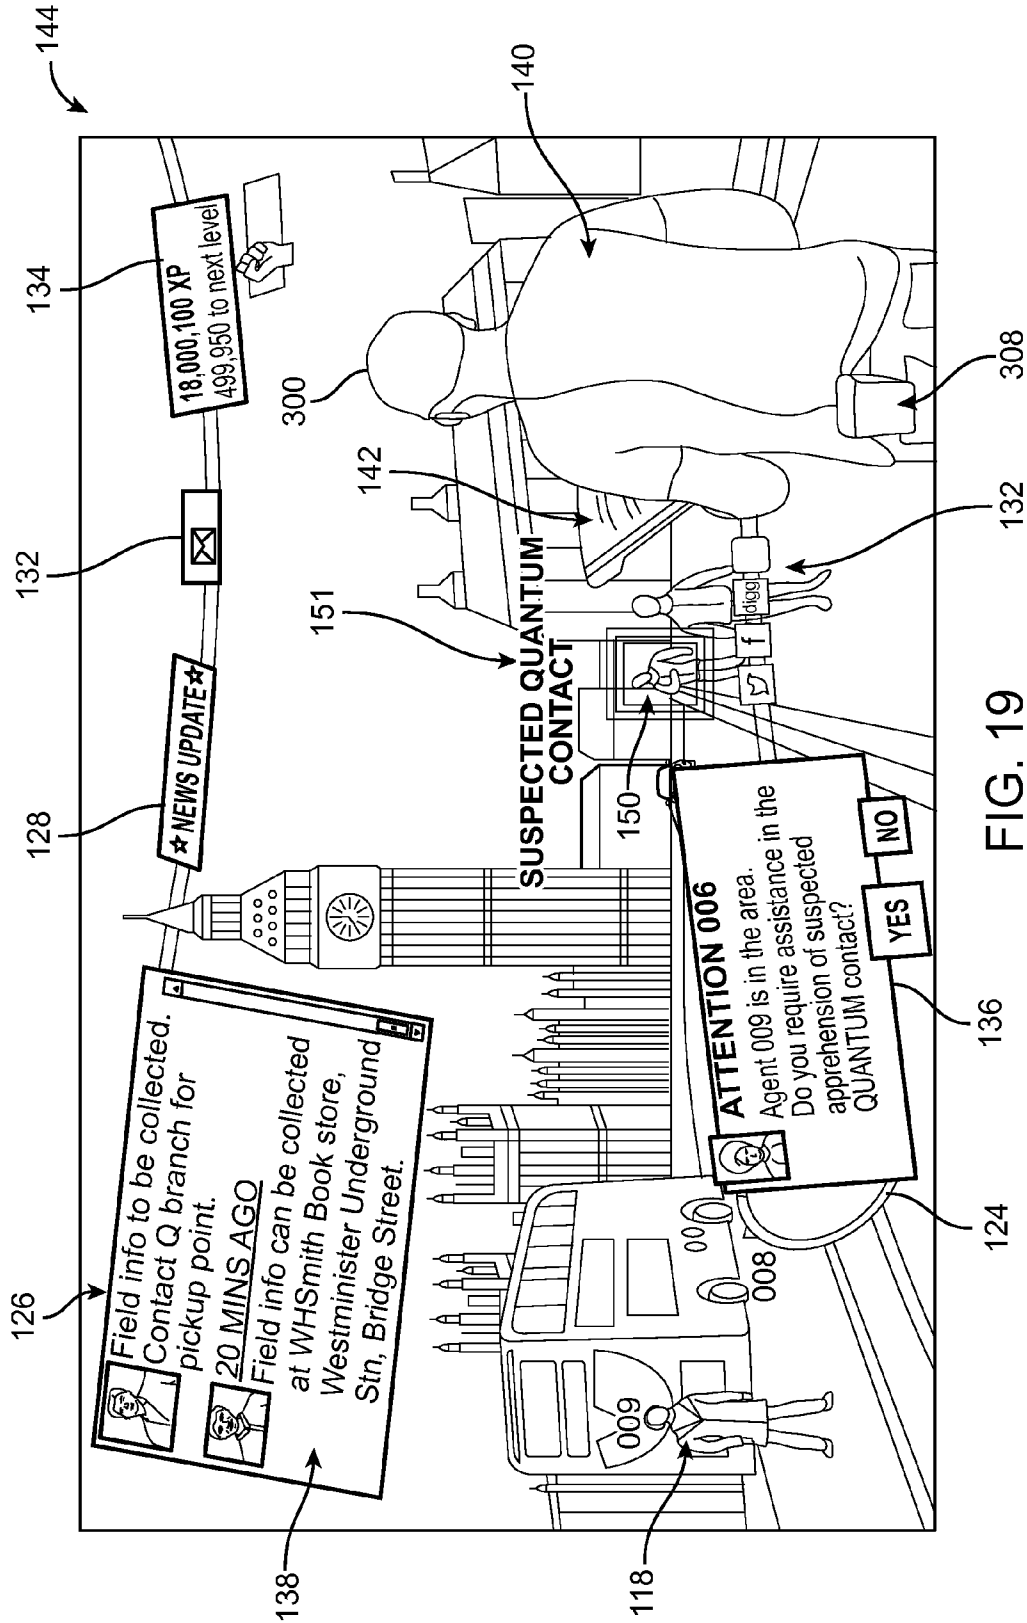 144
126
128
132
134
Field info to be collected.
Contact Q branch for
pickup point.
20 MINS AGO
Field info can be collected
at WHSmith Book store,
Westminister Underground
Stn, Bridge Street.
138
☆NEWS UPDATE☆
18,000,100 XP
499,950 to next level
300
140
142
151
SUSPECTED QUANTUM
CONTACT
150
009
118
008
124
ATTENTION 006
Agent 009 is in the area.
Do you require assistance in the
apprehension of suspected
QUANTUM contact?
YES
NO
136
f
digg
132
308
FIG. 19